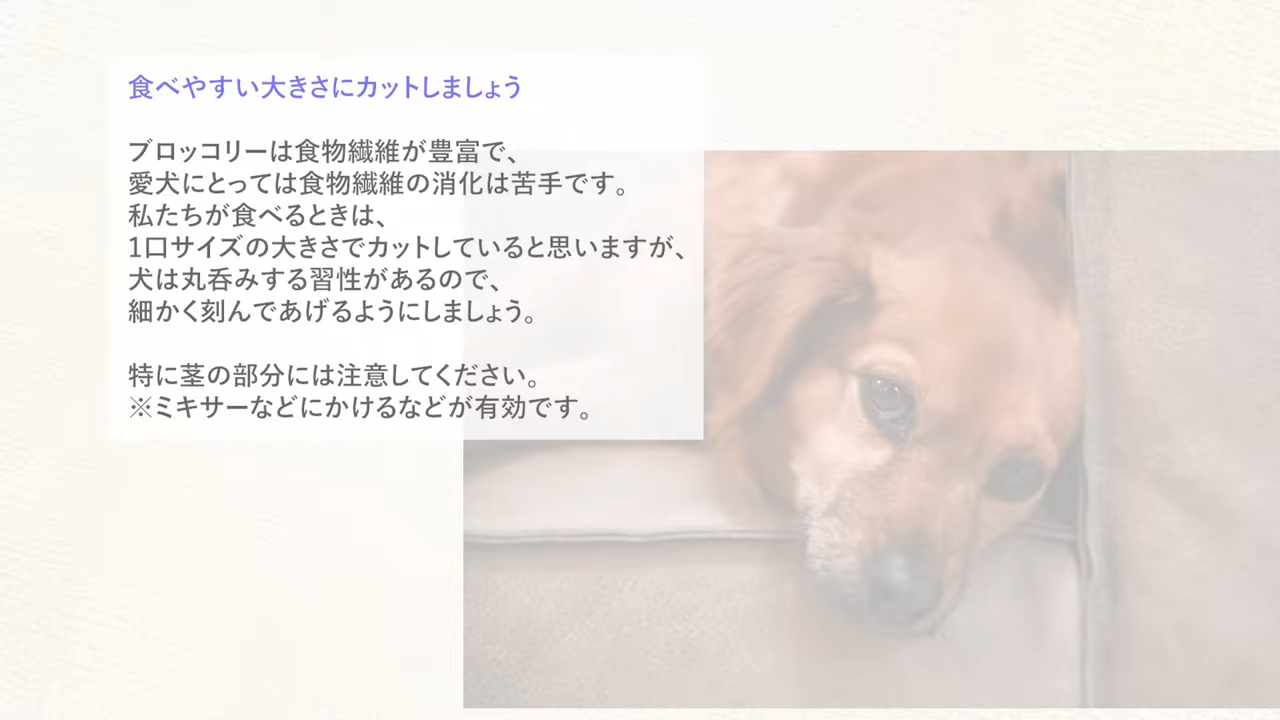 食べやすい大きさにカットしましょう
ブロッコリーは食物繊維が豊富で、
愛犬にとっては食物繊維の消化は苦手です。
私たちが食べるときは、
1口サイズの大きさでカットしていると思いますが、
犬は丸呑みする習性があるので、
細かく刻んであげるようにしましょう。
特に茎の部分には注意してください。
※ミキサーなどにかけるなどが有効です。